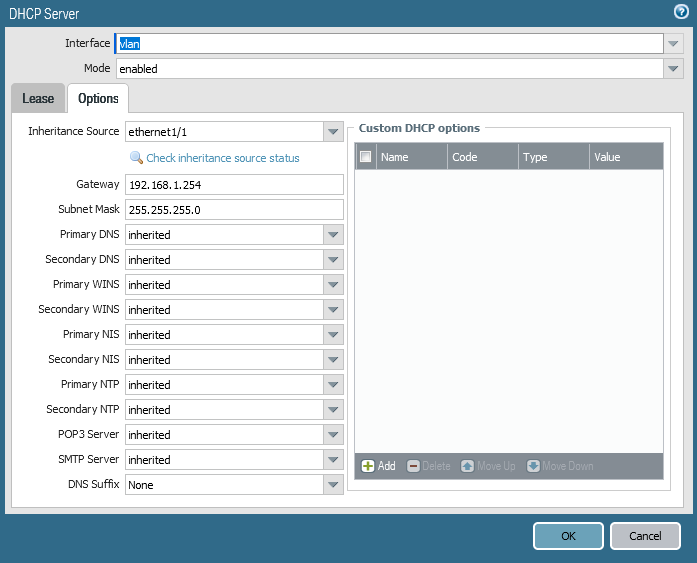 DHCP Server
Interface vlan
Mode enabled
Lease Options
Inheritance Source ethernet1/1
Check inheritance source status
Gateway 192.168.1.254
Subnet Mask 255.255.255.0
Primary DNS inherited
Secondary DNS inherited
Primary WINS inherited
Secondary WINS inherited
Primary NIS inherited
Secondary NIS inherited
Primary NTP inherited
Secondary NTP inherited
POP3 Server inherited
SMTP Server inherited
DNS Suffix None
Custom DHCP options
Name Code Type Value
Add Delete Move Up Move Down
OK Cancel